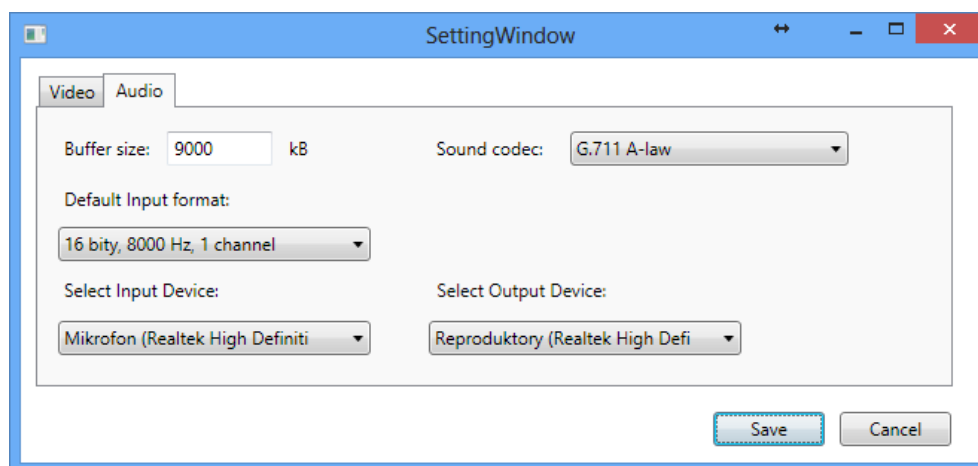 SettingWindow
Video Audio
Buffer size: 9000 kB Sound codec: G.711 A-law
Default Input format:
16 bity, 8000 Hz, 1 channel
Select Input Device: Select Output Device:
Mikrofon (Realtek High Definiti Reproduktory (Realtek High Defi
Save Cancel